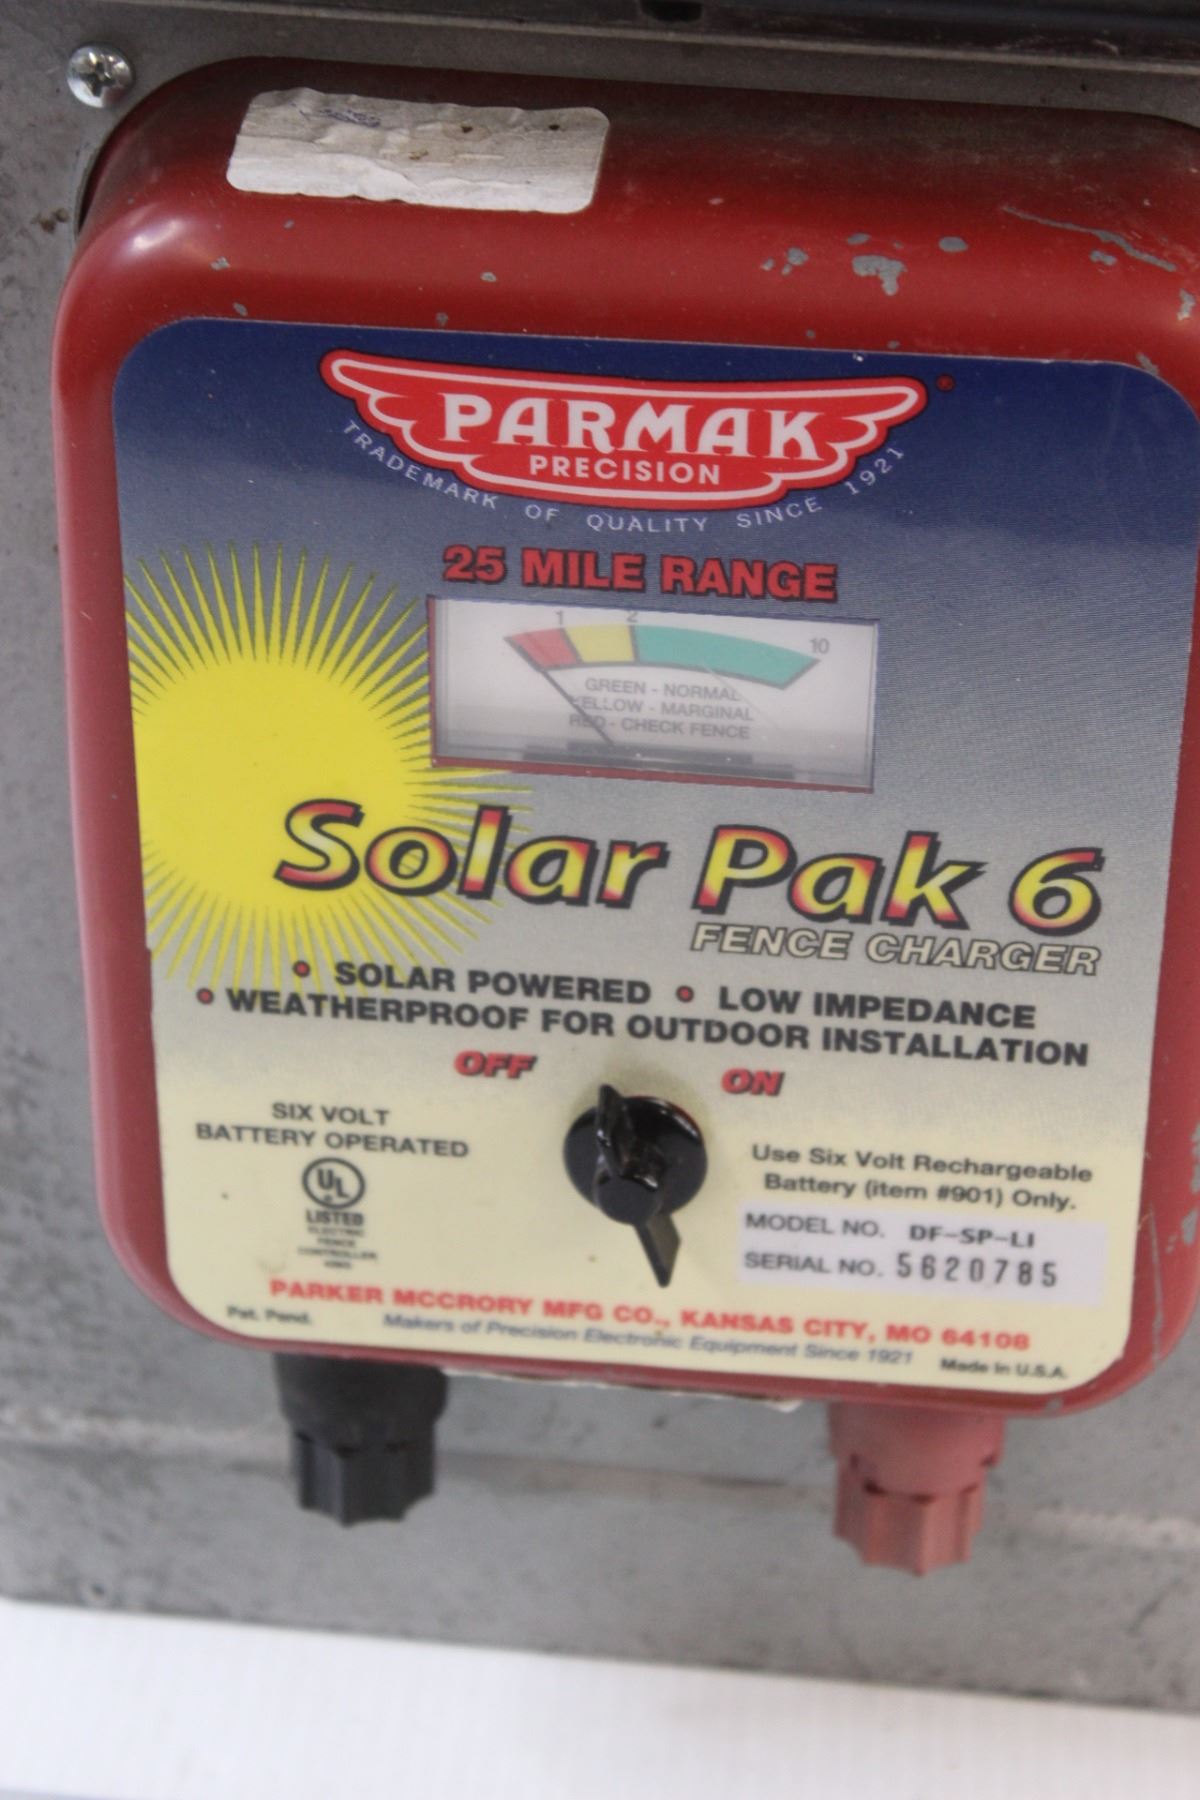 PARMAK ®
PRECISION
TRADEMARK OF QUALITY SINCE 1921
25 MILE RANGE
1 2 10
GREEN - NORMAL
YELLOW - MARGINAL
RED - CHECK FENCE
Solar Pak 6
FENCE CHARGER
• SOLAR POWERED • LOW IMPEDANCE
• WEATHERPROOF FOR OUTDOOR INSTALLATION
OFF ON
SIX VOLT
BATTERY OPERATED
UL
LISTED
ELECTRIC
FENCE
CONTROLLER
Use Six Volt Rechargeable
Battery (item #901) Only.
MODEL NO. DF-SP-LI
SERIAL NO. 5620785
PARKER MCCRORY MFG CO., KANSAS CITY, MO 64108
Pat. Pend. Makers of Precision Electronic Equipment Since 1921 Made in U.S.A.